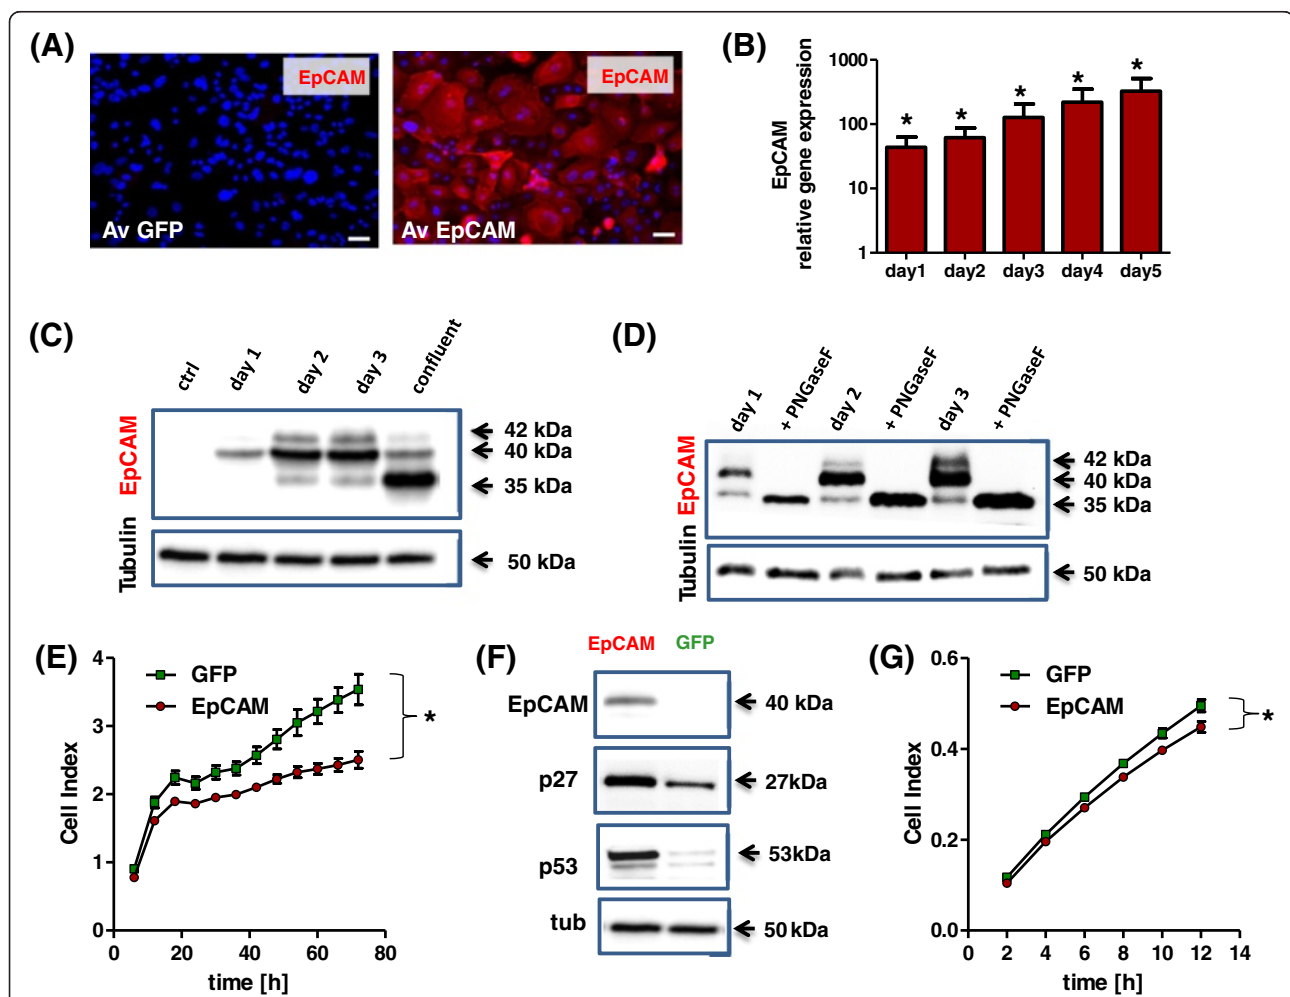 (A)
EpCAM
Av GFP
EpCAM
Av EpCAM
(B)
EpCAM
relative gene expression
1000
100
10
1
* * * * *
day1 day2 day3 day4 day5
(C)
ctrl day 1 day 2 day 3 confluent
EpCAM
42 kDa
40 kDa
35 kDa
Tubulin
50 kDa
(D)
day 1 + PNGaseF day 2 + PNGaseF day 3 + PNGaseF
EpCAM
42 kDa
40 kDa
35 kDa
Tubulin
50 kDa
(E)
GFP
EpCAM
Cell Index
4
3
2
1
0
0 20 40 60 80
time [h]
*
(F)
EpCAM GFP
EpCAM
40 kDa
p27
27kDa
p53
53kDa
tub
50 kDa
(G)
GFP
EpCAM
Cell Index
0.6
0.4
0.2
0.0
0 2 4 6 8 10 12 14
time [h]
*